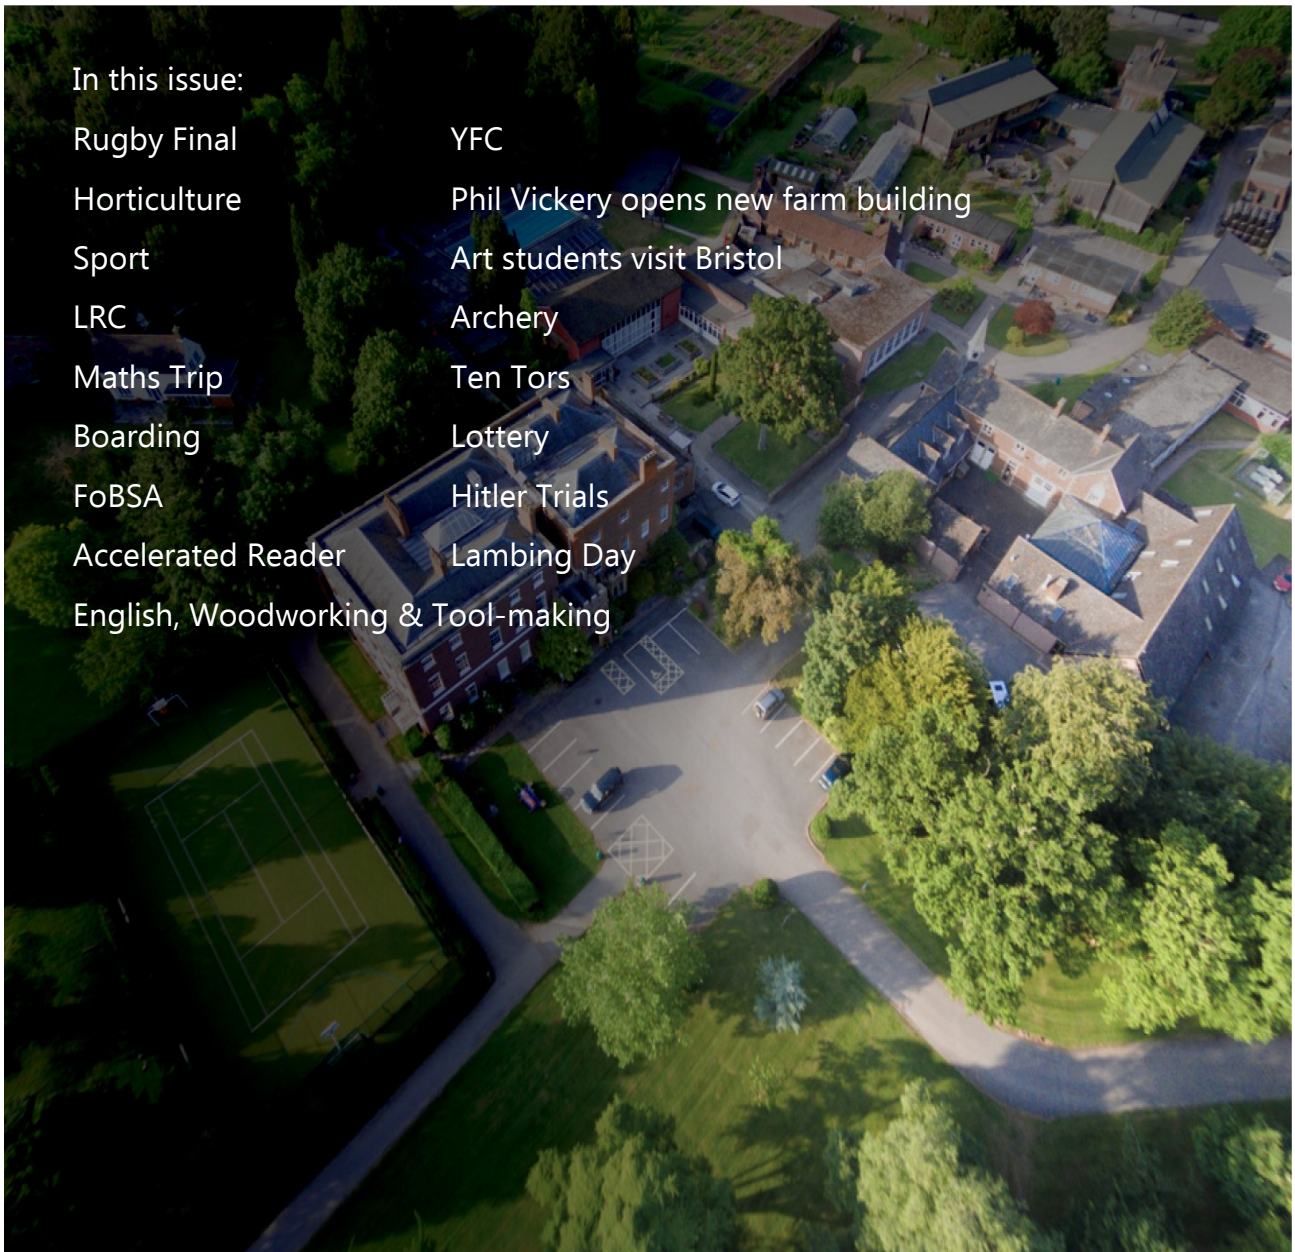 In this issue:
Rugby Final YFC
Horticulture Phil Vickery opens new farm building
Sport Art students visit Bristol
LRC Archery
Maths Trip Ten Tors
Boarding Lottery
FoBSA Hitler Trials
Accelerated Reader Lambing Day
English, Woodworking & Tool-making